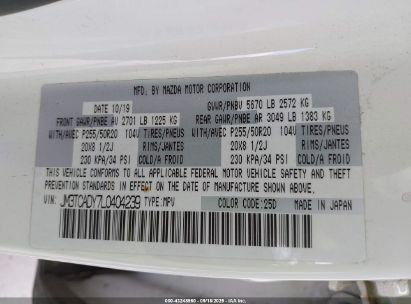 MFD. BY MAZDA MOTOR CORPORATION
DATE 10/19 GVWR/PNBV 5670 LB 2572 KG
FRONT GAWR/PNBE AV 2701 LB 1225 KG REAR GAWR/PNBE AR 3049 LB 1383 KG
WITH/AVEC P255/50R20 104V TIRES/PNEUS WITH/AVEC P255/50R20 104V TIRES/PNEUS
20X8 1/2J RIMS/JANTES 20X8 1/2J RIMS/JANTES
230 KPA/34 PSI COLD/A FROID 230 KPA/34 PSI COLD/A FROID
THIS VEHICLE CONFORMS TO ALL APPLICABLE FEDERAL MOTOR VEHICLE SAFETY AND THEFT PREVENTION STANDARDS IN EFFECT ON THE DATE OF MANUFACTURE SHOWN ABOVE.
VIN: JM3TCADY7L0404239 TYPE: MPV COLOR CODE: 25D MADE IN JAPAN